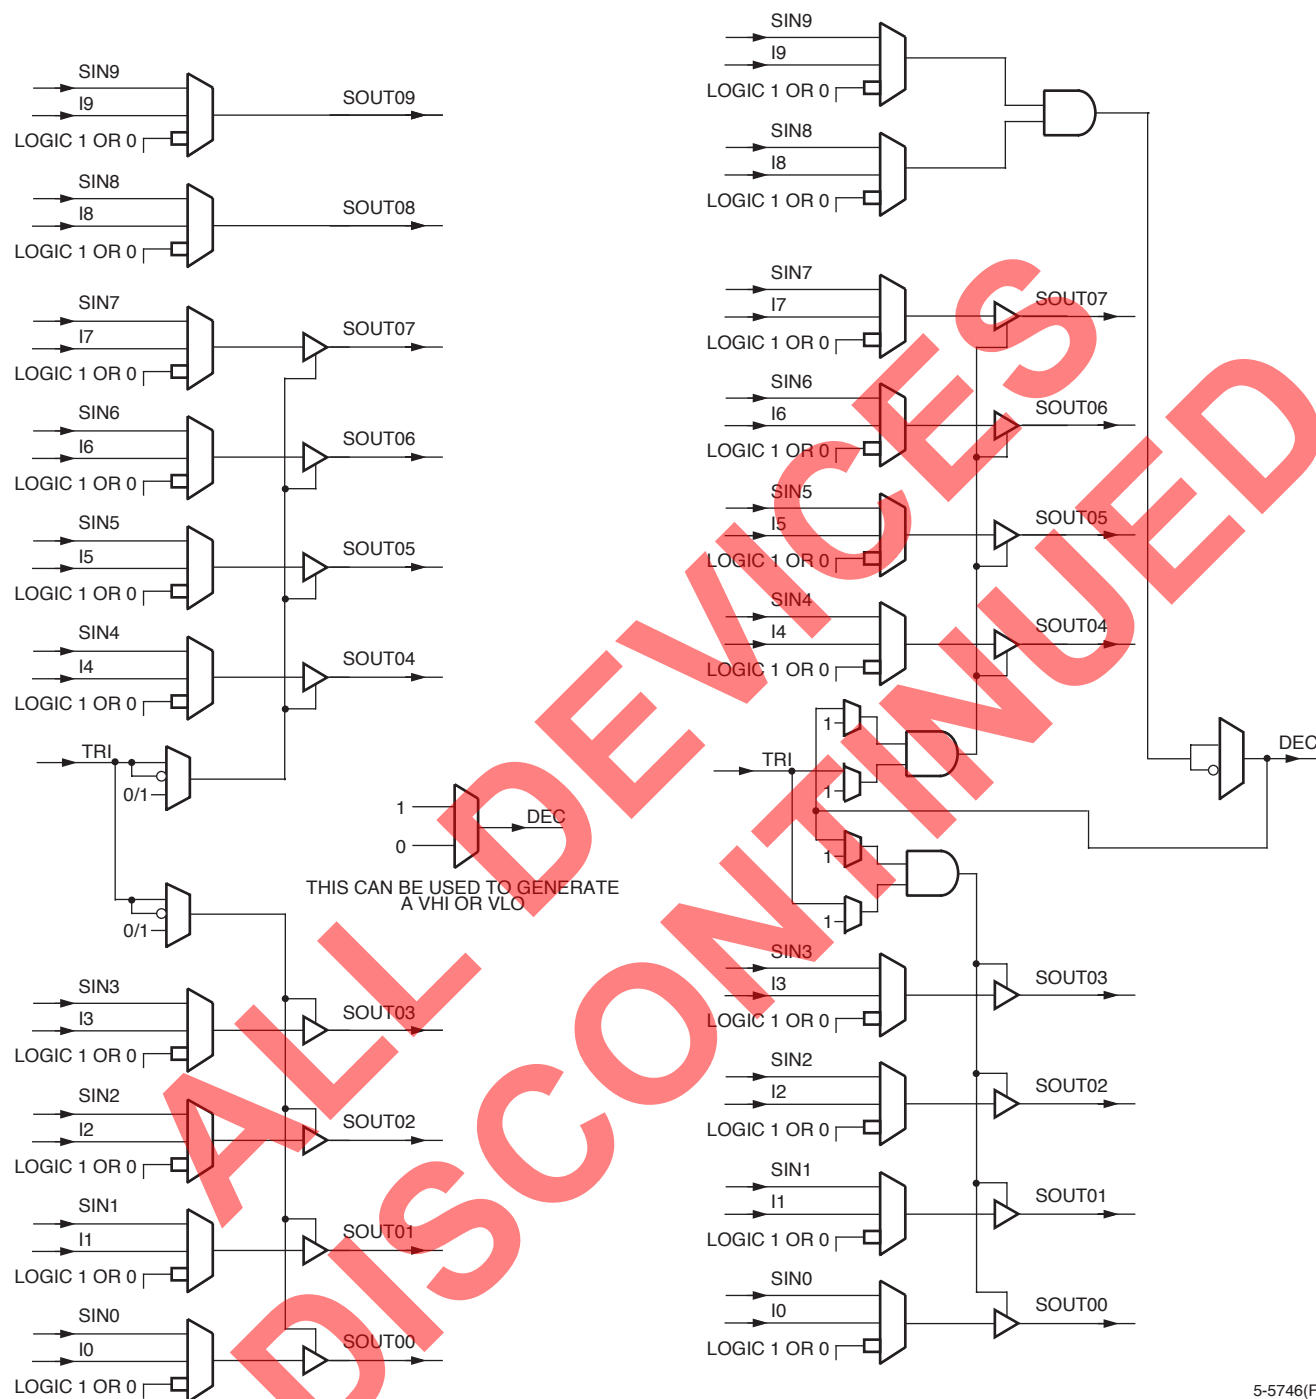 SIN9
I9
LOGIC 1 OR 0
SOUT09
SIN8
I8
LOGIC 1 OR 0
SOUT08
SIN7
I7
LOGIC 1 OR 0
SOUT07
SIN6
I6
LOGIC 1 OR 0
SOUT06
SIN5
I5
LOGIC 1 OR 0
SOUT05
SIN4
I4
LOGIC 1 OR 0
SOUT04
TRI
0/1
0/1
1
0
DEC
THIS CAN BE USED TO GENERATE
A VHI OR VLO
SIN3
I3
LOGIC 1 OR 0
SOUT03
SIN2
I2
LOGIC 1 OR 0
SOUT02
SIN1
I1
LOGIC 1 OR 0
SOUT01
SIN0
I0
LOGIC 1 OR 0
SOUT00
SIN9
I9
LOGIC 1 OR 0
SIN8
I8
LOGIC 1 OR 0
SIN7
I7
LOGIC 1 OR 0
SOUT07
SIN6
I6
LOGIC 1 OR 0
SOUT06
SIN5
I5
LOGIC 1 OR 0
SOUT05
SIN4
I4
LOGIC 1 OR 0
SOUT04
1
TRI
1
1
1
DEC
SIN3
I3
LOGIC 1 OR 0
SOUT03
SIN2
I2
LOGIC 1 OR 0
SOUT02
SIN1
I1
LOGIC 1 OR 0
SOUT01
SIN0
I0
LOGIC 1 OR 0
SOUT00
5-5746(F
ALL DEVICES
DISCONTINUED